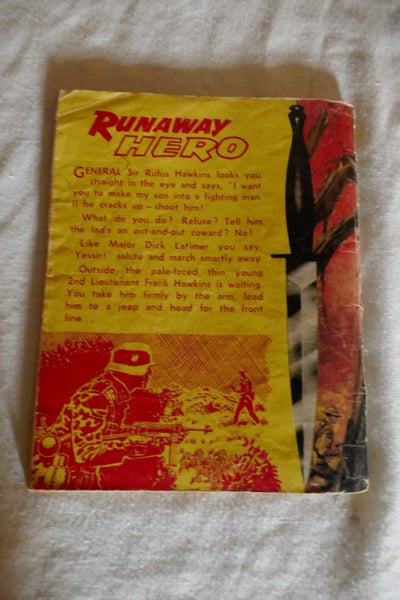 RUNAWAY
HERO
GENERAL Sir Rufus Hawkins looks you
straight in the eye and says, "I want
you to make my son into a fighting man.
If he cracks up – shoot him!"
What do you do? Refuse? Tell him
the lad's an out-and-out coward? No!
Like Major Dick Latimer you say,
Yessir! salute and march smartly away.
Outside, the pale-faced, thin, young
2nd Lieutenant Frank Hawkins is waiting.
You take him firmly by the arm, lead
him to a jeep and head for the front
line . . .